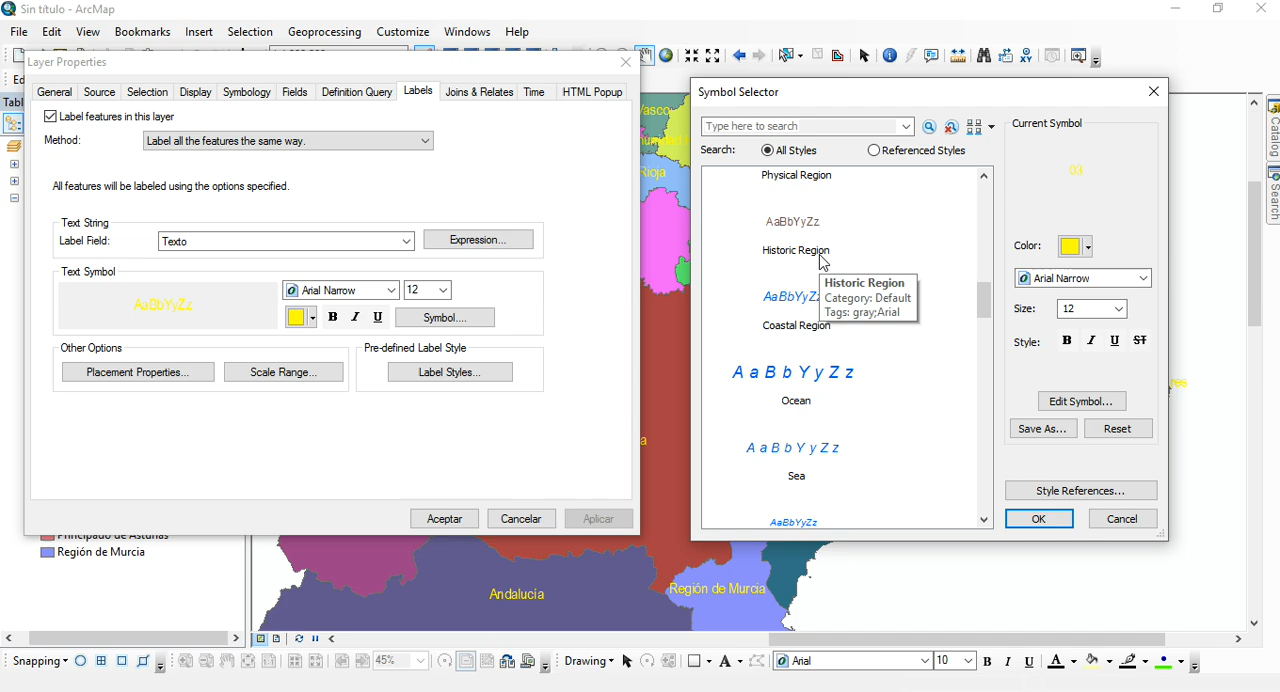 Sin título - ArcMap
File Edit View Bookmarks Insert Selection Geoprocessing Customize Windows Help
Layer Properties
General Source Selection Display Symbology Fields Definition Query Labels Joins & Relates Time HTML Popup
Label features in this layer
Method: Label all the features the same way.
All features will be labeled using the options specified.
Text String
Label Field: Texto Expression...
Text Symbol
AaBbYyZz
Arial Narrow 12
B I U Symbol....
Other Options
Placement Properties... Scale Range...
Pre-defined Label Style
Label Styles...
Aceptar Cancelar Aplicar
Symbol Selector
Type here to search
Search: All Styles Referenced Styles
Physical Region
AaBbYyZz
Historic Region
Historic Region
Category: Default
Tags: gray;Arial
AaBbYyZz
Coastal Region
AaBbYyZz
Ocean
AaBbYyZz
Sea
AaBbYyZz
Current Symbol
03
Color:
Arial Narrow
Size: 12
Style: B I U ST
Edit Symbol...
Save As... Reset
Style References...
OK Cancel
Catalog
Search
Vasco
Rioja
Región de Murcia
Andalucia
Región de Murcia
Snapping 45% Drawing A Arial 10 B I U A